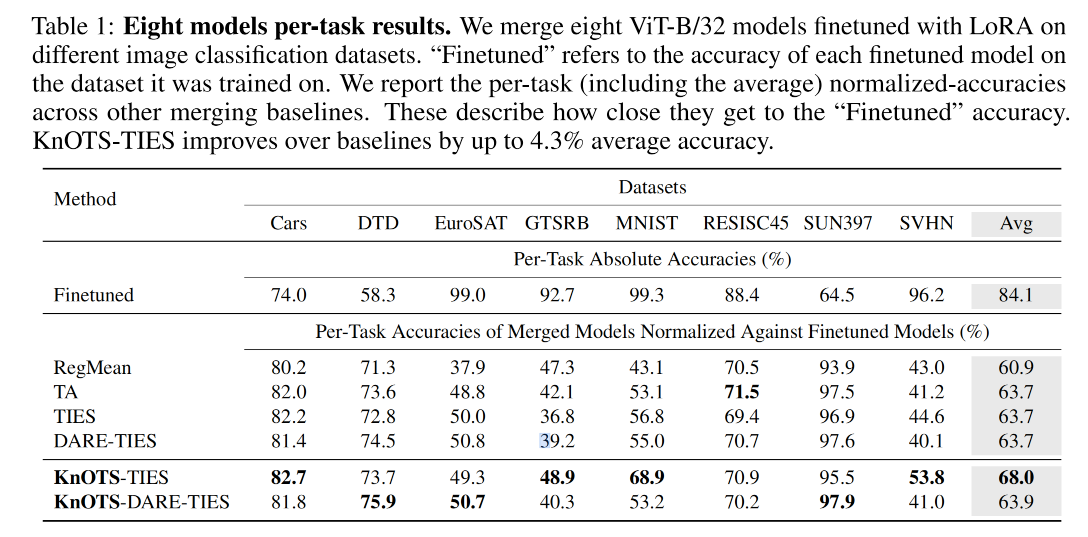 Table 1: Eight models per-task results. We merge eight ViT-B/32 models finetuned with LoRA on
different image classification datasets. “Finetuned” refers to the accuracy of each finetuned model on
the dataset it was trained on. We report the per-task (including the average) normalized-accuracies
across other merging baselines. These describe how close they get to the “Finetuned” accuracy.
KnOTS-TIES improves over baselines by up to 4.3% average accuracy.
Method
Datasets
Cars DTD EuroSAT GTSRB MNIST RESISC45 SUN397 SVHN Avg
Per-Task Absolute Accuracies (%)
Finetuned 74.0 58.3 99.0 92.7 99.3 88.4 64.5 96.2 84.1
Per-Task Accuracies of Merged Models Normalized Against Finetuned Models (%)
RegMean 80.2 71.3 37.9 47.3 43.1 70.5 93.9 43.0 60.9
TA 82.0 73.6 48.8 42.1 53.1 71.5 97.5 41.2 63.7
TIES 82.2 72.8 50.0 36.8 56.8 69.4 96.9 44.6 63.7
DARE-TIES 81.4 74.5 50.8 39.2 55.0 70.7 97.6 40.1 63.7
KnOTS-TIES 82.7 73.7 49.3 48.9 68.9 70.9 95.5 53.8 68.0
KnOTS-DARE-TIES 81.8 75.9 50.7 40.3 53.2 70.2 97.9 41.0 63.9